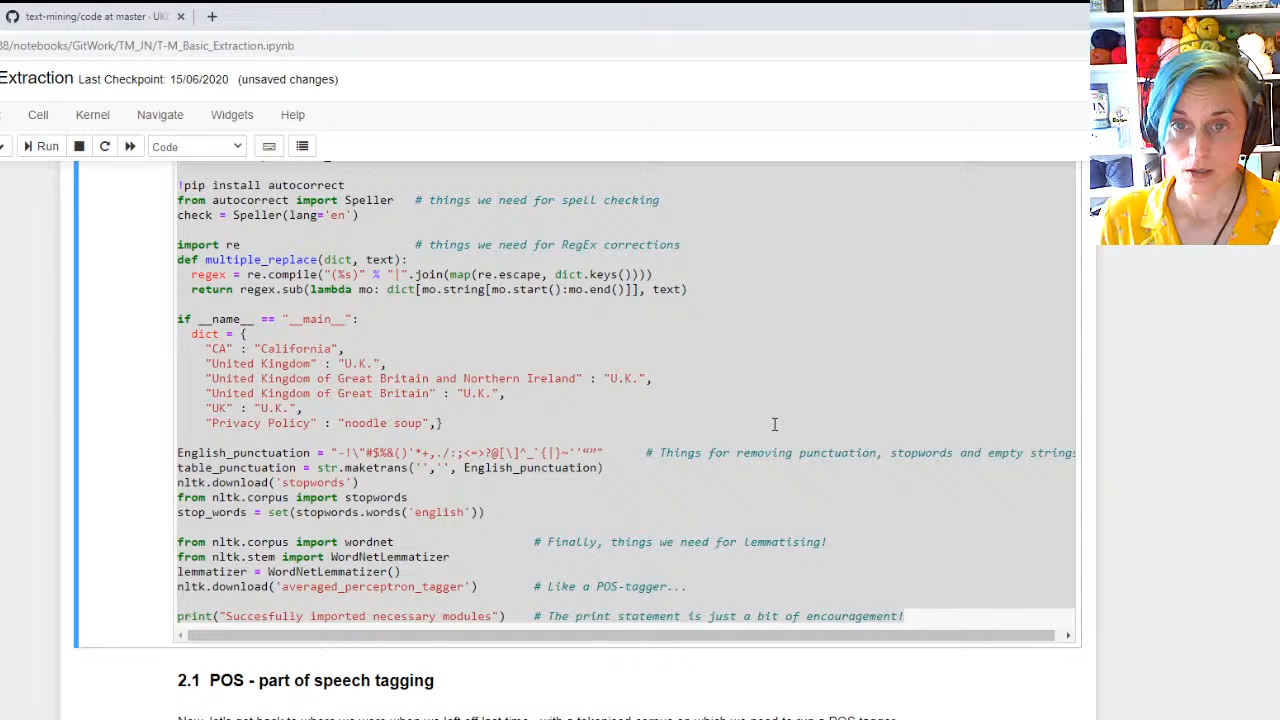 text-mining/code at master · UK
88/notebooks/GitWork/TM_JN/T-M_Basic_Extraction.ipynb
Extraction Last Checkpoint: 15/06/2020 (unsaved changes)
Cell Kernel Navigate Widgets Help
Run Code
!pip install autocorrect
from autocorrect import Speller # things we need for spell checking
check = Speller(lang='en')
import re # things we need for RegEx corrections
def multiple_replace(dict, text):
regex = re.compile("(%s)" % "|".join(map(re.escape, dict.keys())))
return regex.sub(lambda mo: dict[mo.string[mo.start():mo.end()]], text)
if __name__ == "__main__":
dict = {
"CA" : "California",
"United Kingdom" : "U.K.",
"United Kingdom of Great Britain and Northern Ireland" : "U.K.",
"United Kingdom of Great Britain" : "U.K.",
"UK" : "U.K.",
"Privacy Policy" : "noodle soup",}
English_punctuation = "-!\"#$%&()'*+,./:;<=>?@[\]^_`{|}~''“”" # Things for removing punctuation, stopwords and empty strings
table_punctuation = str.maketrans('','', English_punctuation)
nltk.download('stopwords')
from nltk.corpus import stopwords
stop_words = set(stopwords.words('english'))
from nltk.corpus import wordnet # Finally, things we need for lemmatising!
from nltk.stem import WordNetLemmatizer
lemmatizer = WordNetLemmatizer()
nltk.download('averaged_perceptron_tagger') # Like a POS-tagger...
print("Succesfully imported necessary modules") # The print statement is just a bit of encouragement!
2.1 POS - part of speech tagging